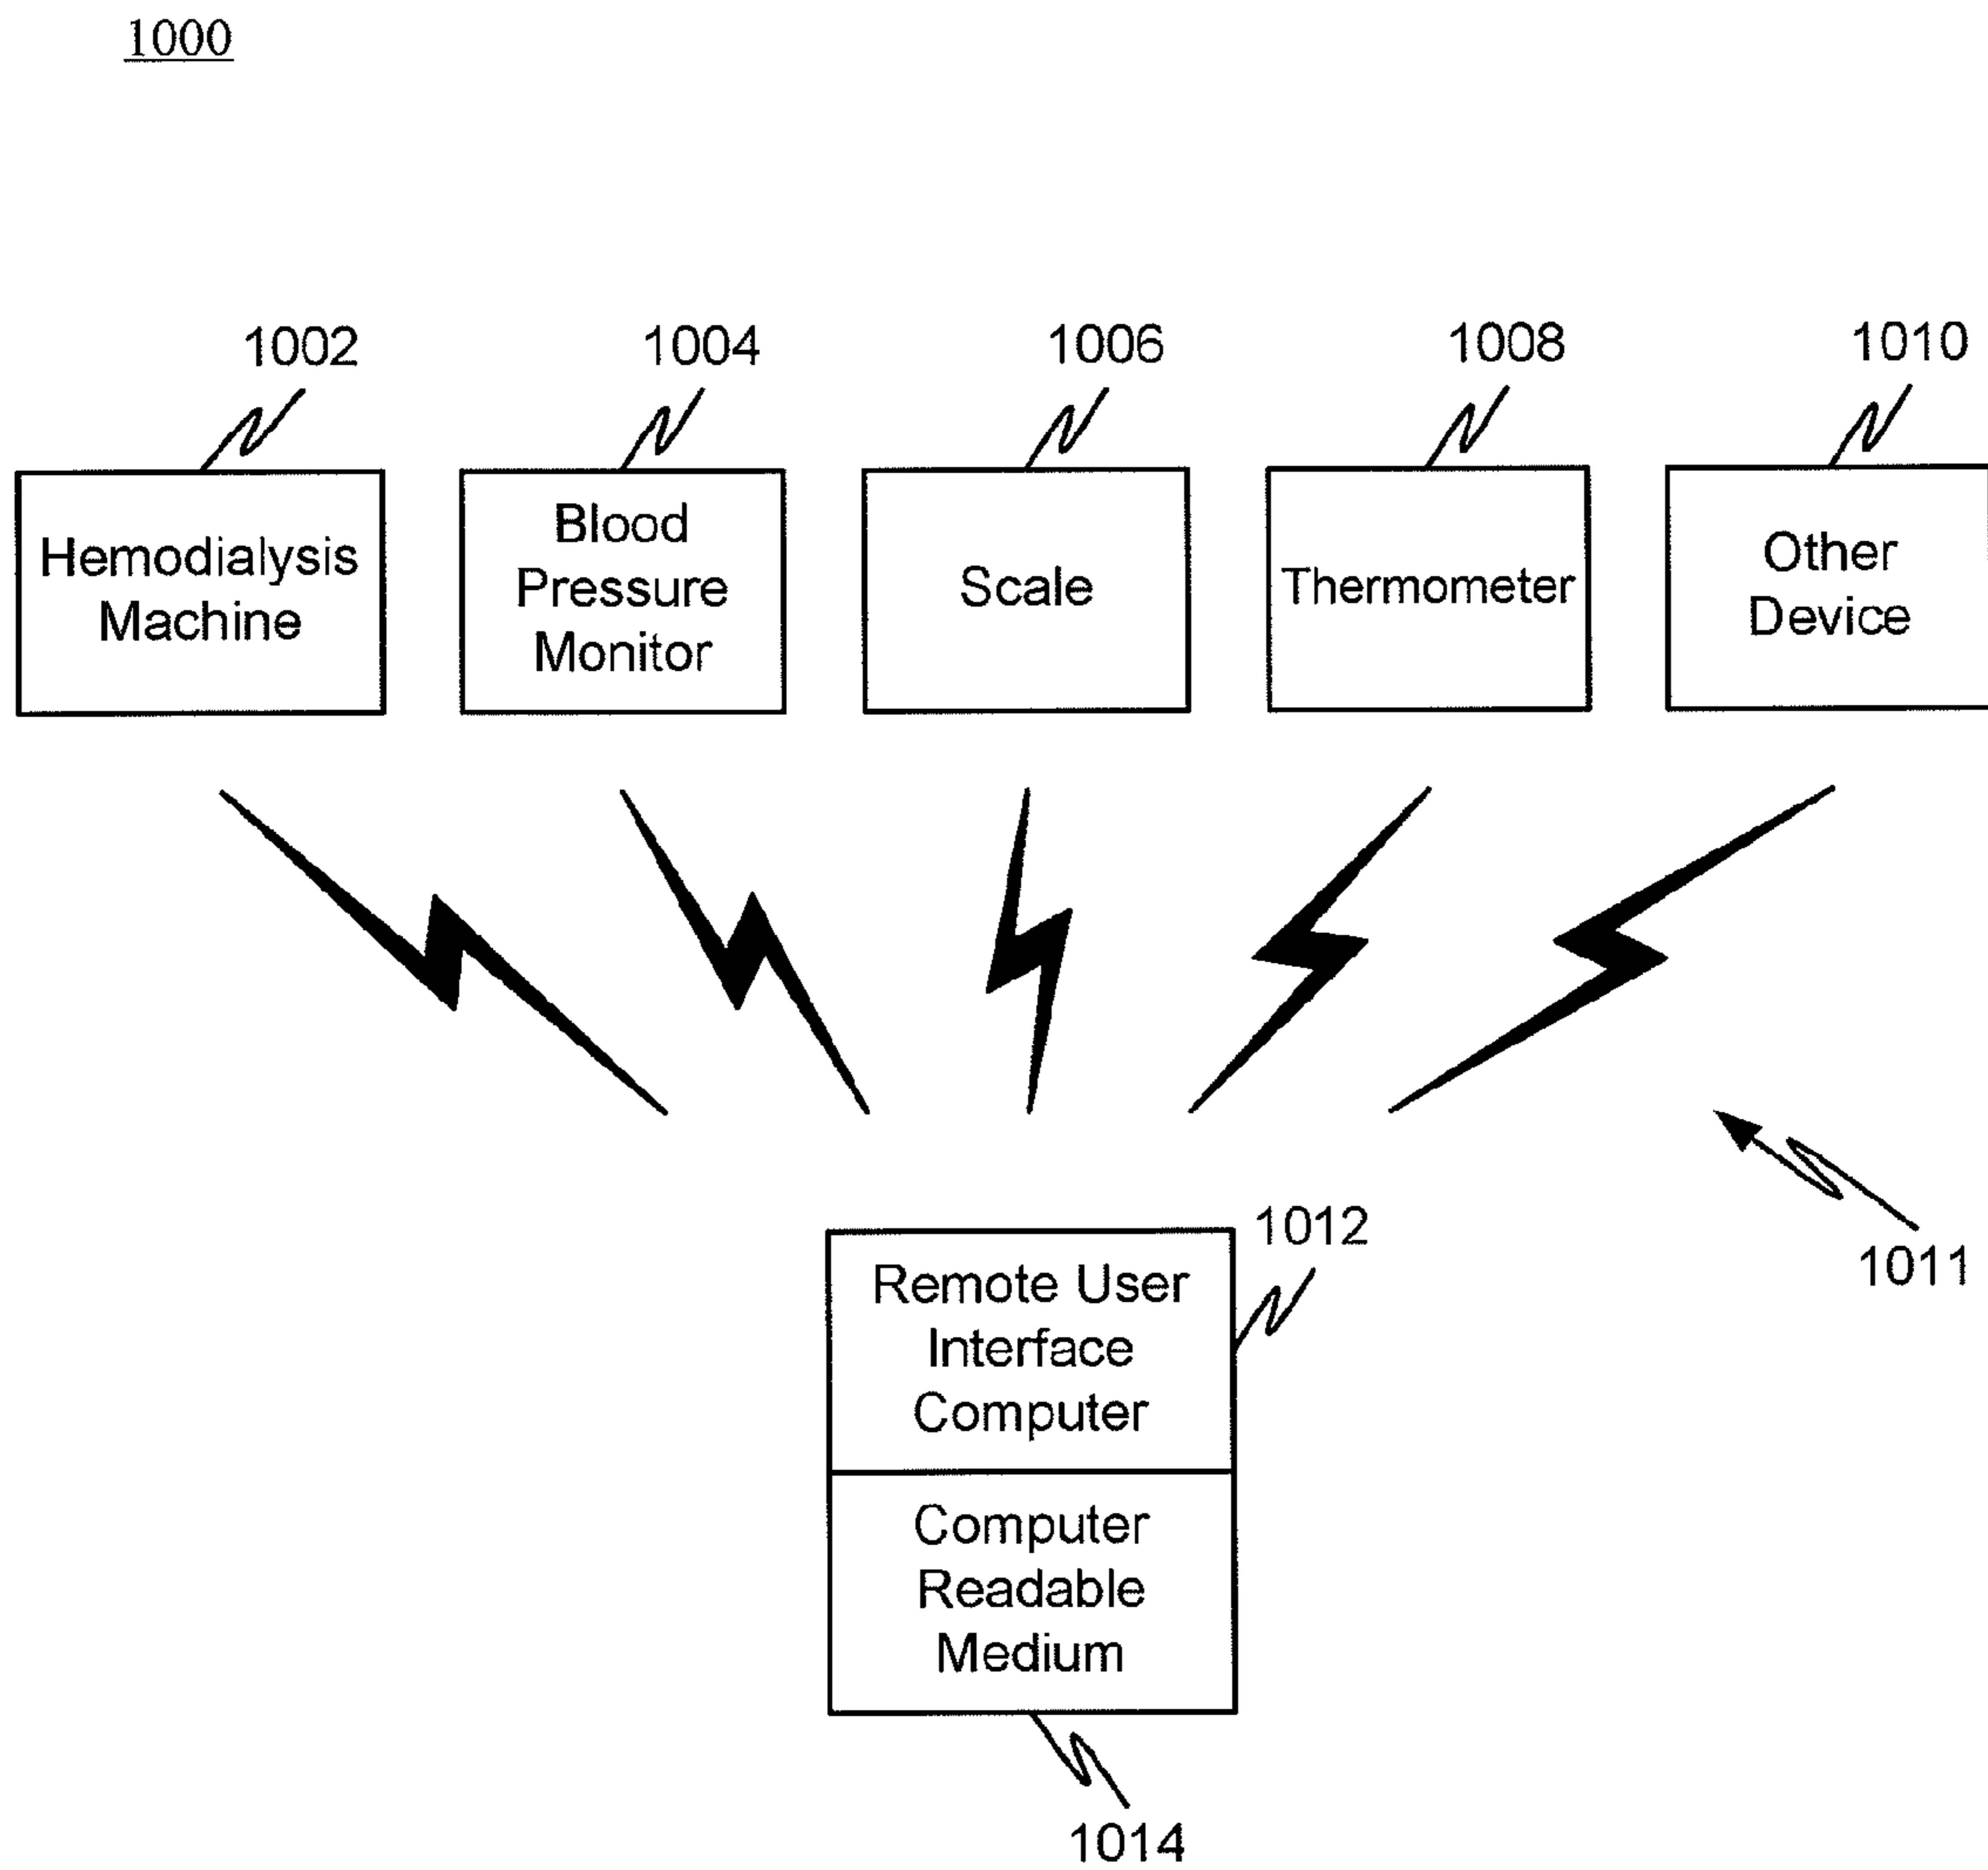 1000
1002
1004
1006
1008
1010
Hemodialysis
Machine
Blood
Pressure
Monitor
Scale
Thermometer
Other
Device
1011
1012
Remote User
Interface
Computer
Computer
Readable
Medium
1014